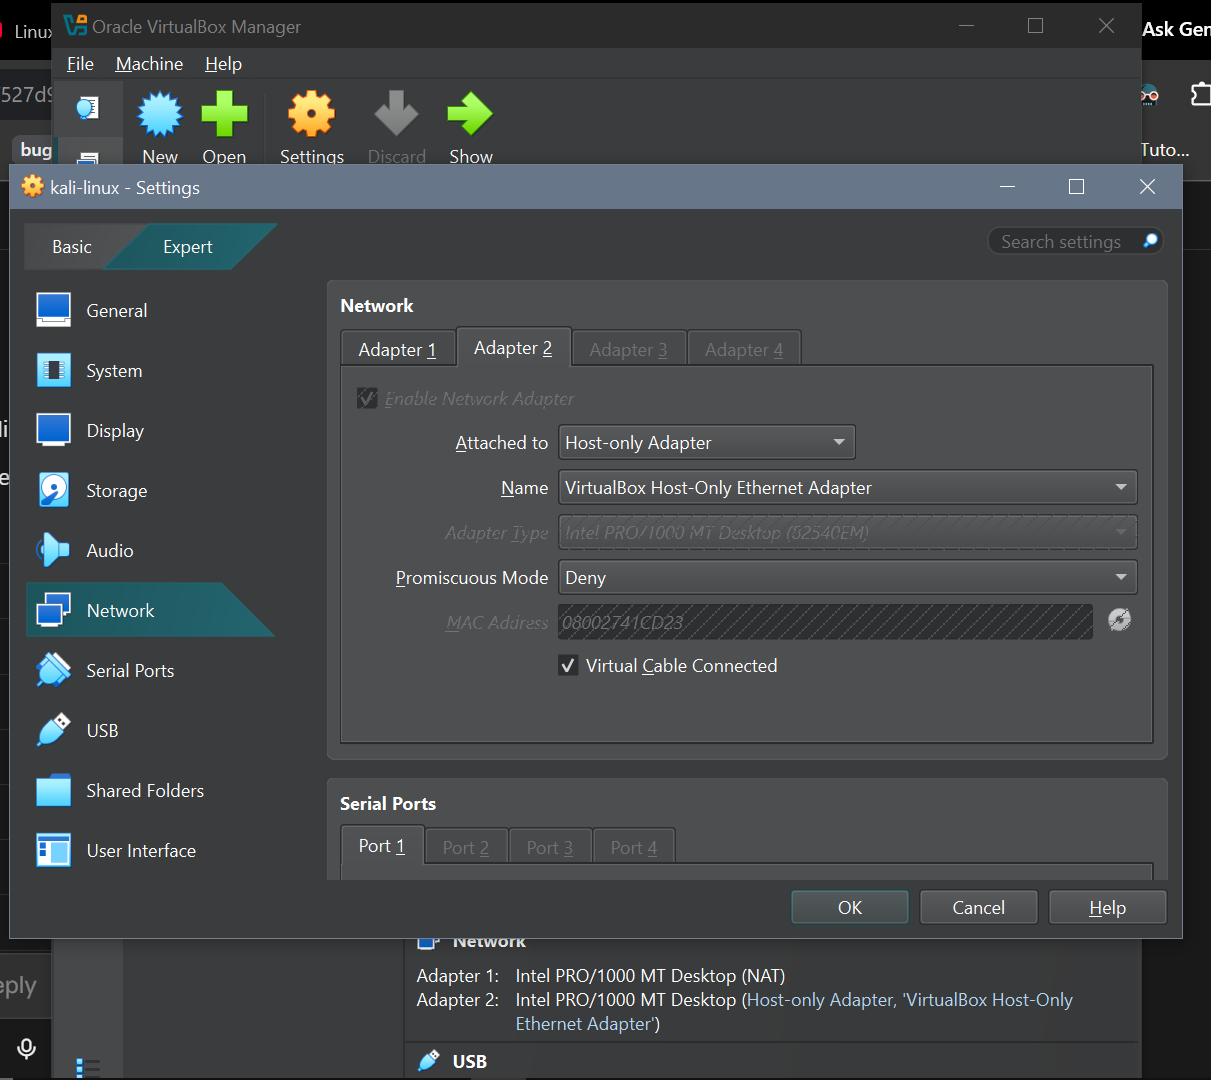 Linux
Oracle VirtualBox Manager
Ask Gen
File Machine Help
527d9
bug
New Open Settings Discard Show
Tuto...
kali-linux - Settings
Basic Expert
Search settings
General
System
Display
Storage
Audio
Network
Serial Ports
USB
Shared Folders
User Interface
Network
Adapter 1 Adapter 2 Adapter 3 Adapter 4
Enable Network Adapter
Attached to Host-only Adapter
Name VirtualBox Host-Only Ethernet Adapter
Adapter Type Intel PRO/1000 MT Desktop (82540EM)
Promiscuous Mode Deny
MAC Address 08002741CD23
Virtual Cable Connected
Serial Ports
Port 1 Port 2 Port 3 Port 4
OK Cancel Help
Network
Adapter 1: Intel PRO/1000 MT Desktop (NAT)
Adapter 2: Intel PRO/1000 MT Desktop (Host-only Adapter, 'VirtualBox Host-Only
Ethernet Adapter')
eply
USB